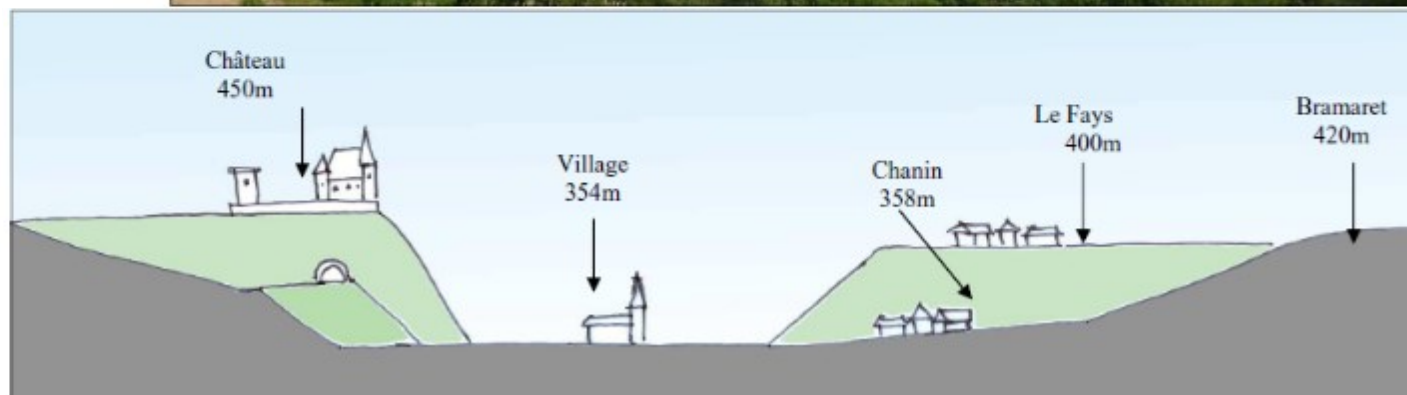 Château
450m
Village
354m
Chanin
358m
Le Fays
400m
Bramaret
420m